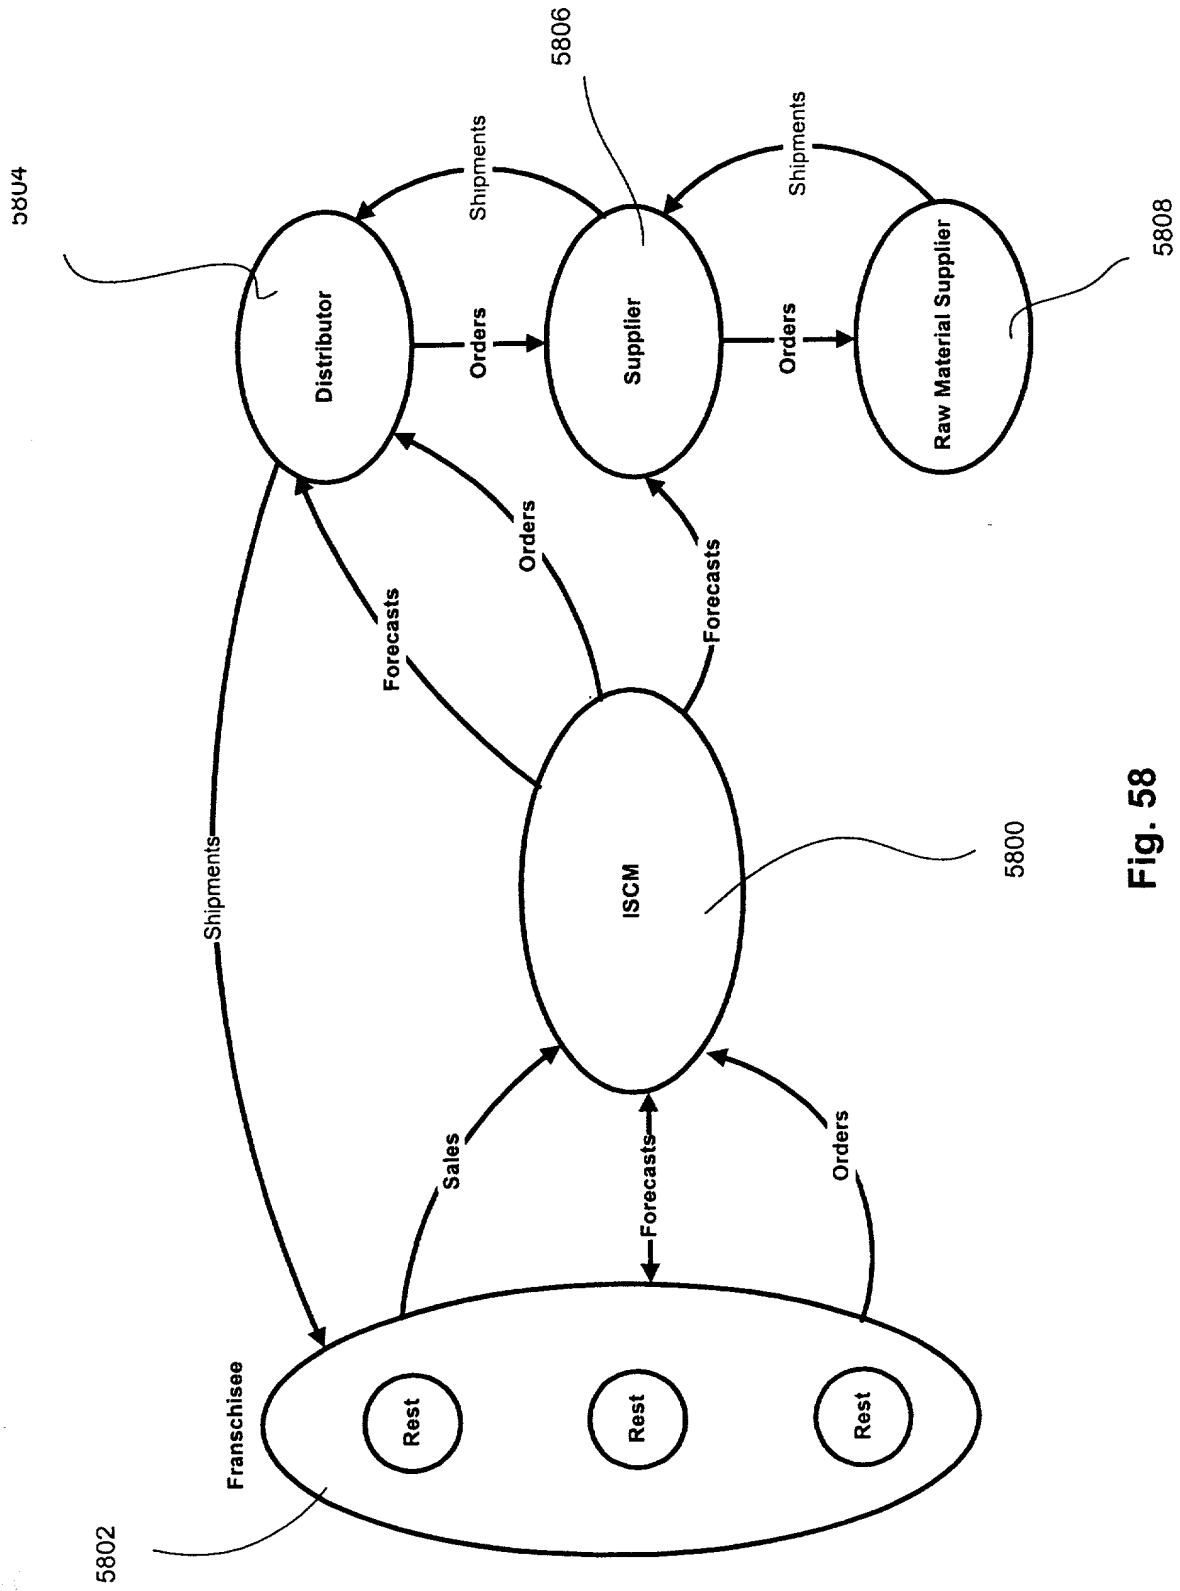 5804
5802
Shipments
Franschisee
Distributor
Forecasts
Rest
Sales
Orders
Shipments
Orders
5806
Rest
ISCM
Supplier
Forecasts
Forecasts
Orders
Shipments
Orders
Rest
Raw Material Supplier
5800
5808
Fig. 58